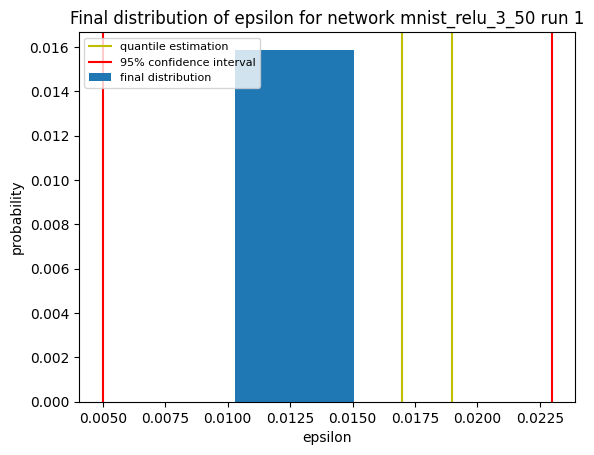 Final distribution of epsilon for network mnist_relu_3_50 run 1
quantile estimation
95% confidence interval
final distribution
0.016
0.014
0.012
0.010
0.008
0.006
0.004
0.002
0.000
probability
0.0050 0.0075 0.0100 0.0125 0.0150 0.0175 0.0200 0.0225
epsilon